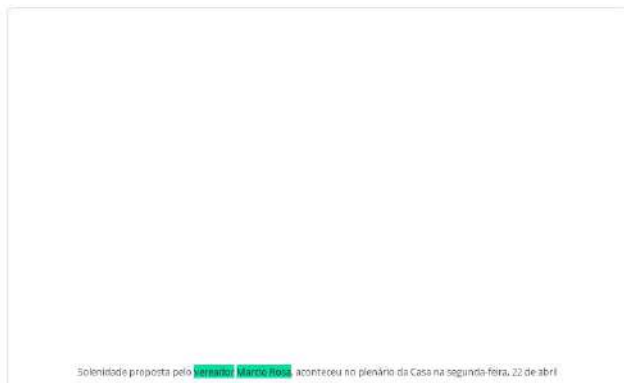 Solenidade proposta pelo vereador Marcio Rosa, aconteceu no plenário da Casa na segunda-feira, 22 de abril